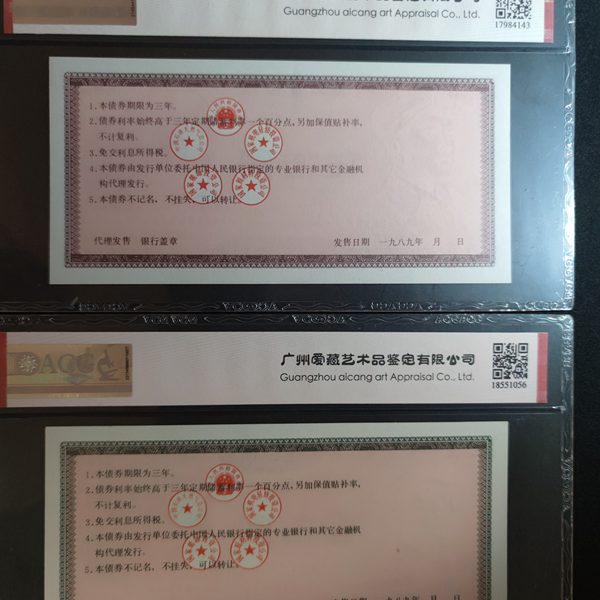 Guangzhou aicang art Appraisal Co., Ltd.
17984143
1、本债券期限为三年。
2、债券利率始终高于三年定期储蓄利率一个百分点，另加保值贴补率，
不计复利。
3、免交利息所得税。
4、本债券由发行单位委托中国人民银行指定的专业银行和其它金融机
构代理发行。
5、本债券不记名，不挂失，可以转让。
代理发售 银行盖章 发售日期 一九八九年 月 日
ACC
广州爱藏艺术品鉴定有限公司
Guangzhou aicang art Appraisal Co., Ltd.
18551056
1、本债券期限为三年。
2、债券利率始终高于三年定期储蓄利率一个百分点，另加保值贴补率，
不计复利。
3、免交利息所得税。
4、本债券由发行单位委托中国人民银行指定的专业银行和其它金融机
构代理发行。
5、本债券不记名，不挂失，可以转让。